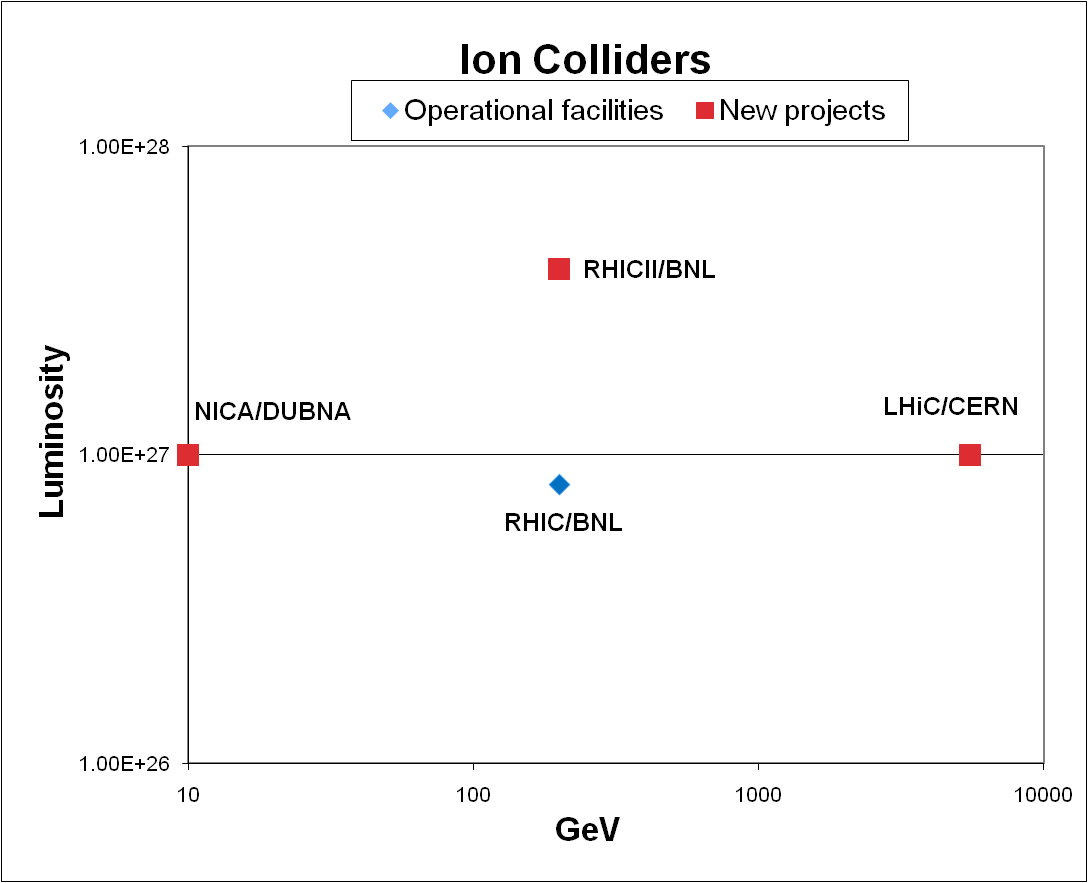 Ion Colliders
Operational facilities
New projects
1.00E+28
RHICII/BNL
NICA/DUBNA
LHiC/CERN
Luminosity
1.00E+27
RHIC/BNL
1.00E+26
10
100
1000
10000
GeV